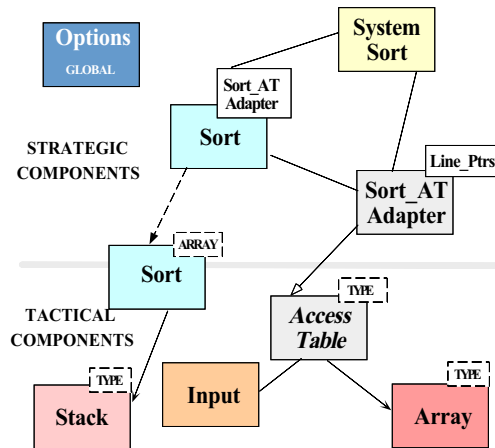 Options
GLOBAL
System
Sort
Sort_AT
Adapter
Sort
STRATEGIC
COMPONENTS
Line_Ptrs
Sort_AT
Adapter
ARRAY
Sort
TACTICAL
COMPONENTS
TYPE
Access
Table
TYPE
Stack
Input
TYPE
Array